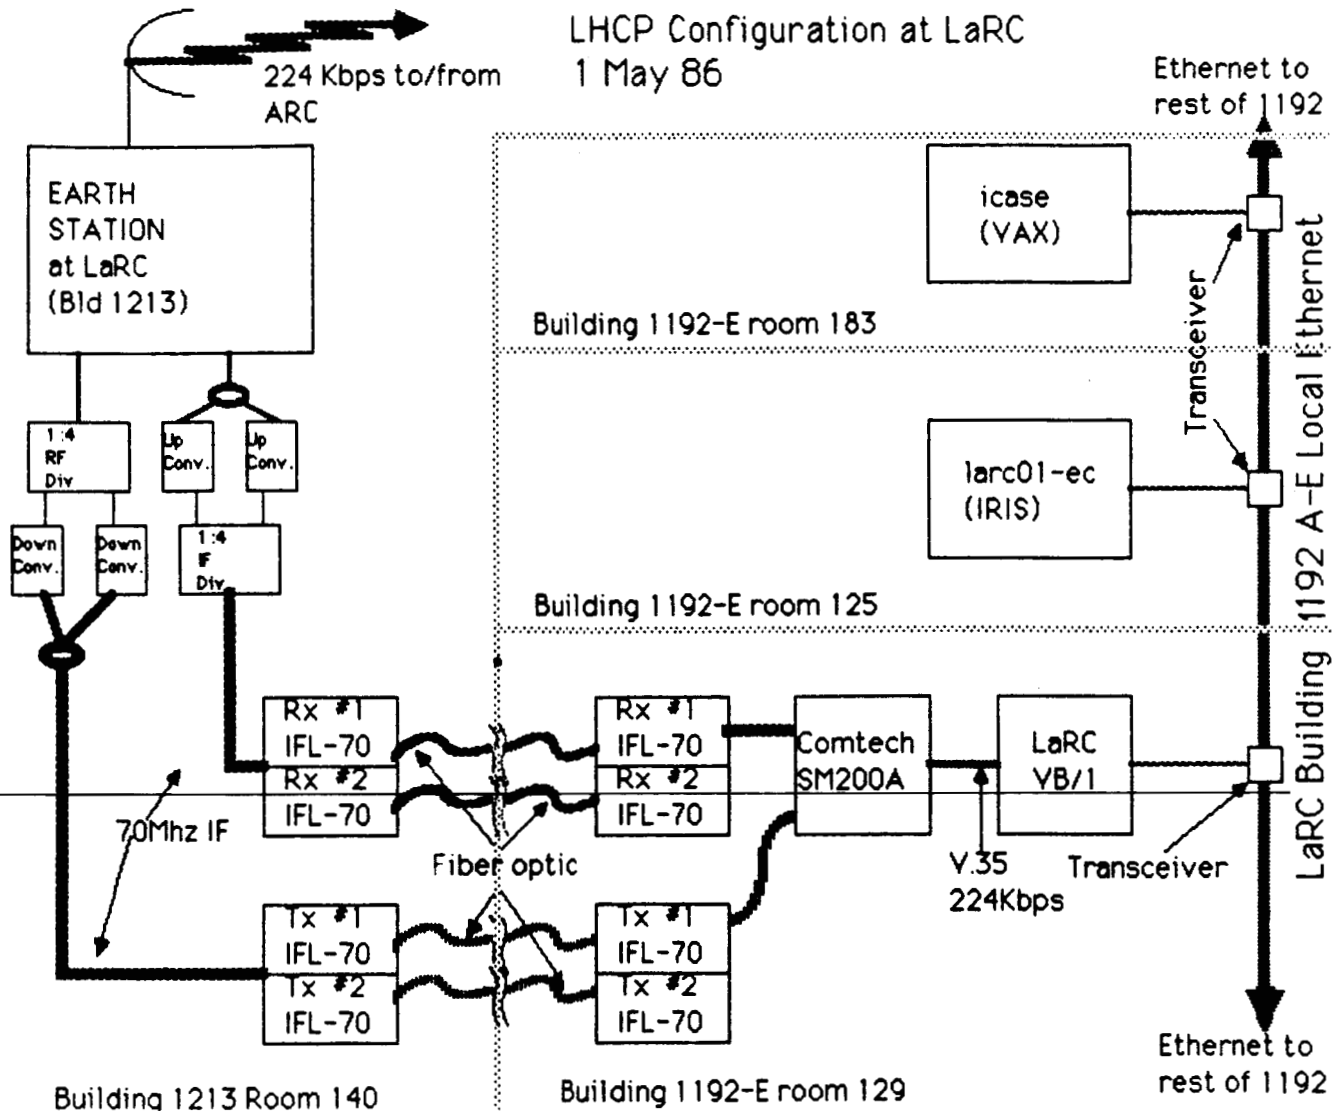 LHCP Configuration at LaRC
1 May 86
224 Kbps to/from
ARC
Ethernet to
rest of 1192
EARTH
STATION
at LaRC
(Bld 1213)
icase
(VAX)
Building 1192-E room 183
Transceiver
1:4
RF
Div
Up
Conv.
Up
Conv.
Down
Conv.
Down
Conv.
1:4
IF
Div
larc01-ec
(IRIS)
Building 1192-E room 125
LaRC Building 1192 A-E Local Ethernet
Rx #1
IFL-70
Rx #2
IFL-70
Rx #1
IFL-70
Rx #2
IFL-70
Comtech
SM200A
LaRC
VB/1
70Mhz IF
Fiber optic
V.35
224Kbps
Transceiver
Tx #1
IFL-70
Tx #2
IFL-70
Tx #1
IFL-70
Tx #2
IFL-70
Ethernet to
rest of 1192
Building 1213 Room 140
Building 1192-E room 129